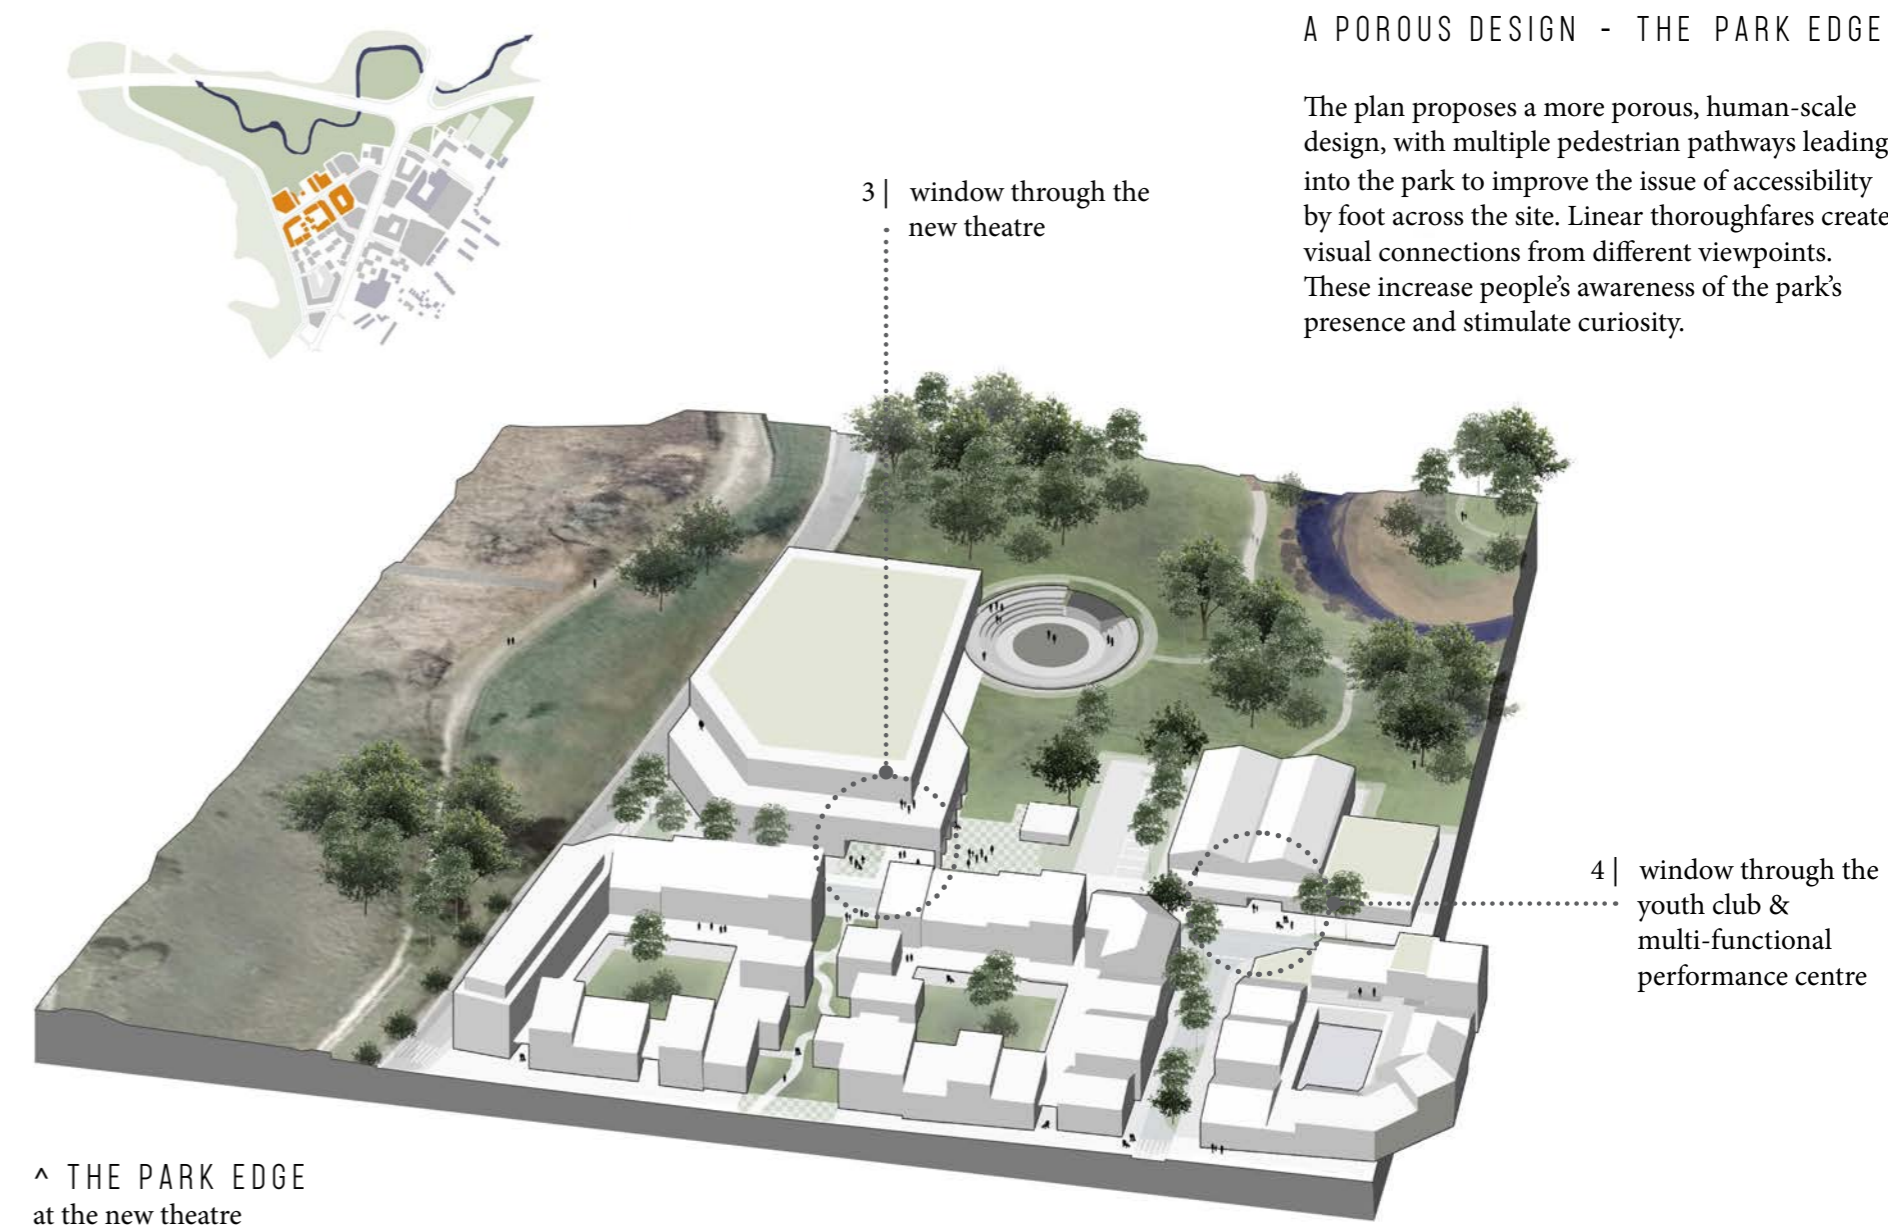 A POROUS DESIGN - THE PARK EDGE
The plan proposes a more porous, human-scale
design, with multiple pedestrian pathways leading
into the park to improve the issue of accessibility
by foot across the site. Linear thoroughfares create
visual connections from different viewpoints.
These increase people’s awareness of the park’s
presence and stimulate curiosity.
3 | window through the
new theatre
4 | window through the
youth club &
multi-functional
performance centre
^ THE PARK EDGE
at the new theatre